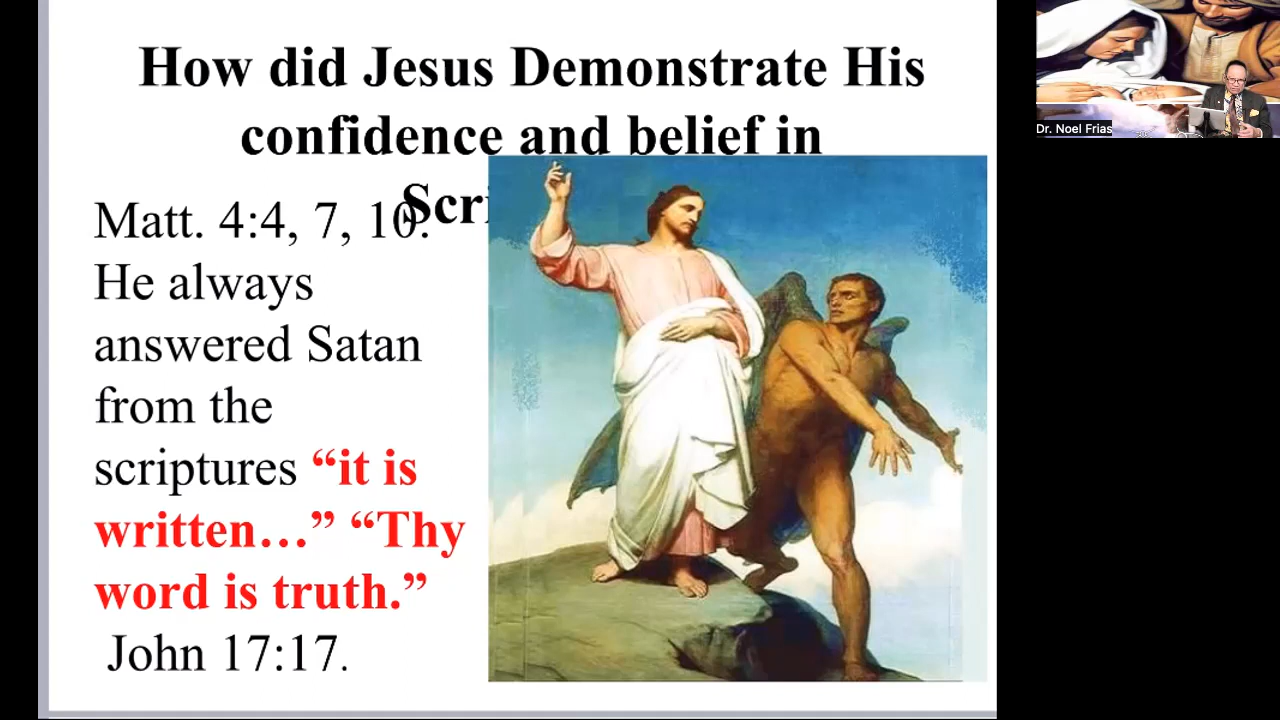 How did Jesus Demonstrate His
confidence and belief in
Matt. 4:4, 7, 10.
He always
answered Satan
from the
scriptures “it is
written…” “Thy
word is truth.”
John 17:17.
Dr. Noel Frias